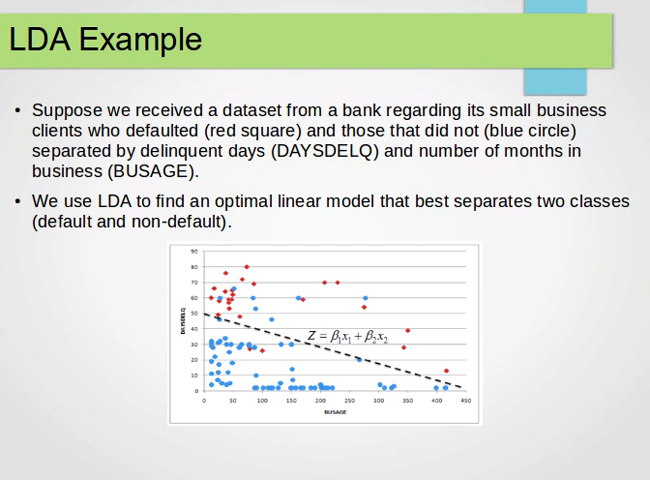 LDA Example
• Suppose we received a dataset from a bank regarding its small business
clients who defaulted (red square) and those that did not (blue circle)
separated by delinquent days (DAYSDELQ) and number of months in
business (BUSAGE).
• We use LDA to find an optimal linear model that best separates two classes
(default and non-default).
90
80
70
60
50
40
30
20
10
0
DAYSDELQ
Z = β₁x₁ + β₂x₂
0 50 100 150 200 250 300 350 400 450
BUSAGE